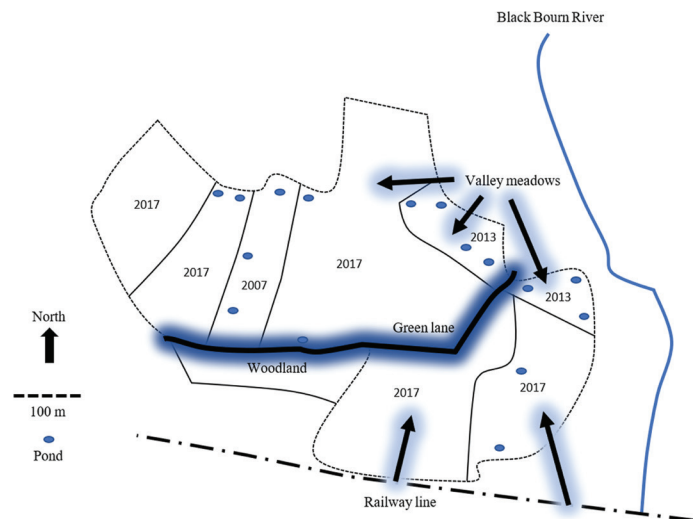 Black Bourn River
Valley meadows
2017
2013
2017
2007
2017
2013
North
Green lane
Woodland
2017
2017
100 m
Pond
Railway line